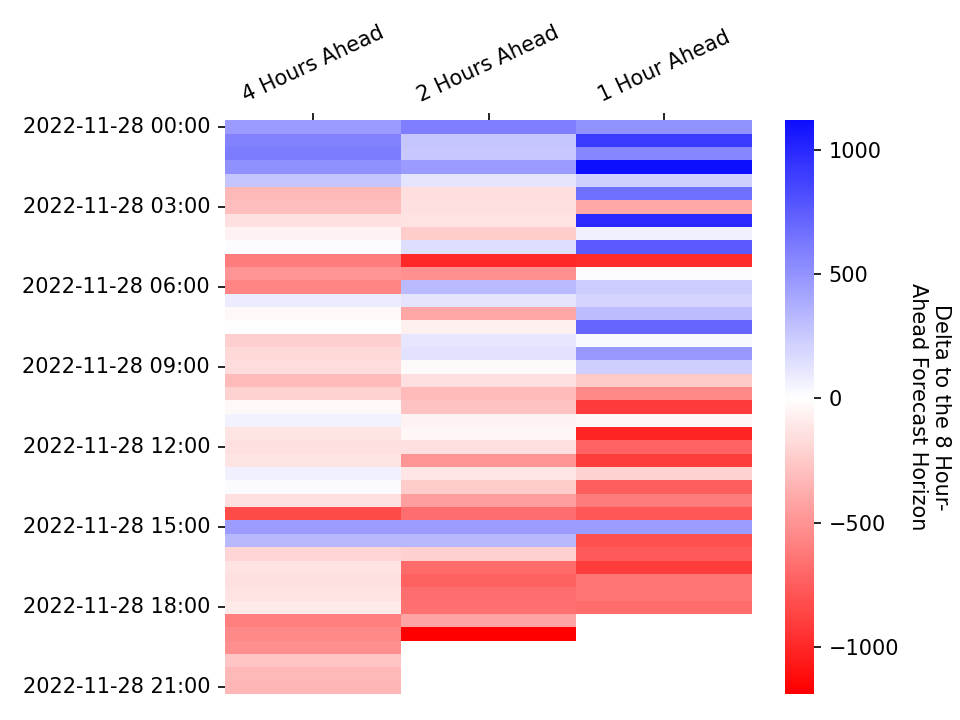 4 Hours Ahead
2 Hours Ahead
1 Hour Ahead
2022-11-28 00:00
2022-11-28 03:00
2022-11-28 06:00
2022-11-28 09:00
2022-11-28 12:00
2022-11-28 15:00
2022-11-28 18:00
2022-11-28 21:00
1000
500
0
−500
−1000
Delta to the 8 Hour-
Ahead Forecast Horizon